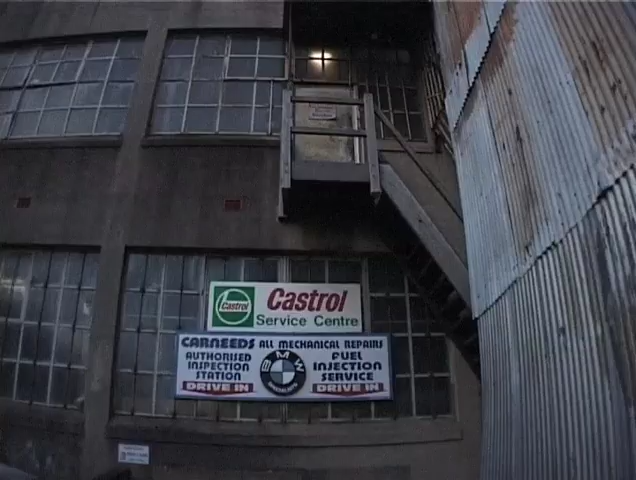 Castrol
Castrol
Service Centre
CARNEEDS ALL MECHANICAL REPAIRS
AUTHORISED
INSPECTION
STATION
DRIVE IN
BMW
FUEL
INJECTION
SERVICE
DRIVE IN